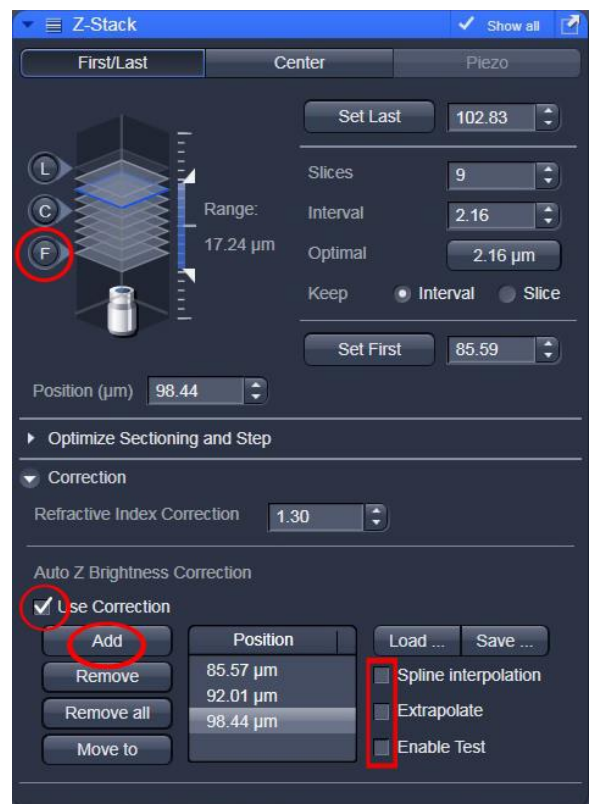 Z-Stack Show all
First/Last Center Piezo
Set Last 102.83
L
Slices 9
C Range: Interval 2.16
F 17.24 µm Optimal 2.16 µm
Keep Interval Slice
Set First 85.59
Position (µm) 98.44
Optimize Sectioning and Step
Correction
Refractive Index Correction 1.30
Auto Z Brightness Correction
Use Correction
Add Position Load ... Save ...
Remove 85.57 µm Spline interpolation
92.01 µm
Remove all 98.44 µm Extrapolate
Move to Enable Test